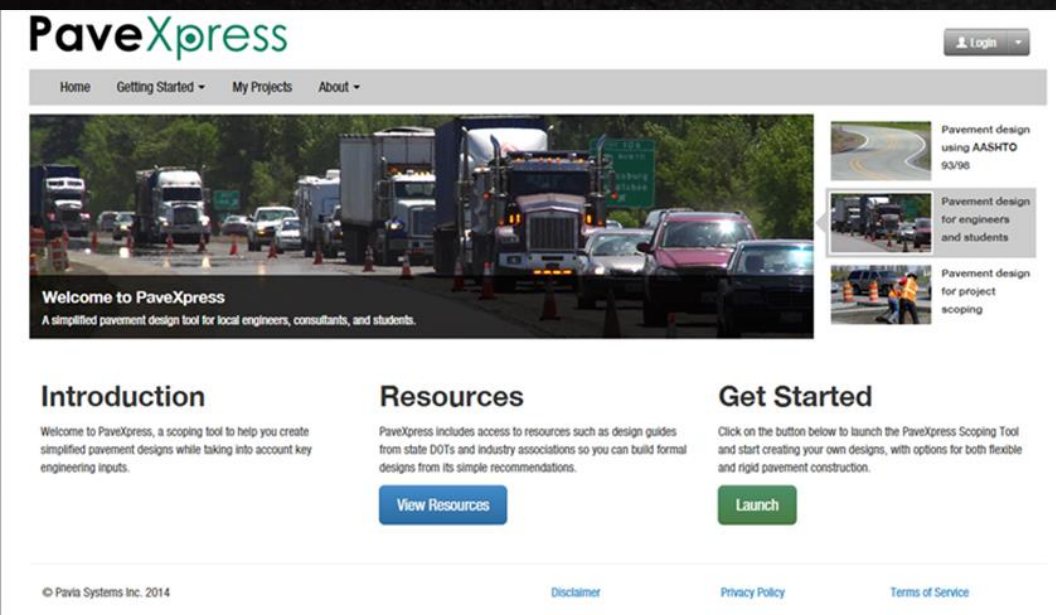 PaveXpress
Login
Home Getting Started My Projects About
Welcome to PaveXpress
A simplified pavement design tool for local engineers, consultants, and students.
Pavement design
using AASHTO
93/98
Pavement design
for engineers
and students
Pavement design
for project
scoping
Introduction
Welcome to PaveXpress, a scoping tool to help you create
simplified pavement designs while taking into account key
engineering inputs.
Resources
PaveXpress includes access to resources such as design guides
from state DOTs and industry associations so you can build formal
designs from its simple recommendations.
View Resources
Get Started
Click on the button below to launch the PaveXpress Scoping Tool
and start creating your own designs, with options for both flexible
and rigid pavement construction.
Launch
© Pavia Systems Inc. 2014 Disclaimer Privacy Policy Terms of Service